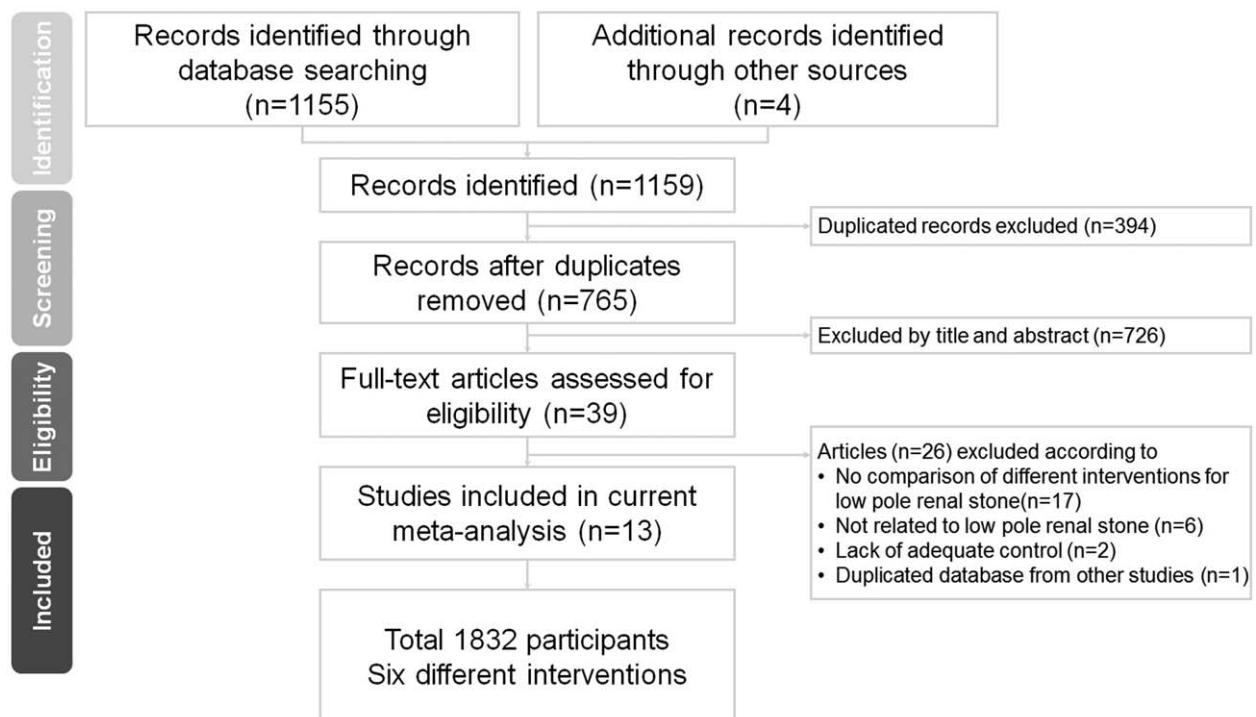 Identification
Records identified through
database searching
(n=1155)
Additional records identified
through other sources
(n=4)
Records identified (n=1159)
Screening
Duplicated records excluded (n=394)
Records after duplicates
removed (n=765)
Excluded by title and abstract (n=726)
Eligibility
Full-text articles assessed for
eligibility (n=39)
Articles (n=26) excluded according to
• No comparison of different interventions for
low pole renal stone(n=17)
• Not related to low pole renal stone (n=6)
• Lack of adequate control (n=2)
• Duplicated database from other studies (n=1)
Included
Studies included in current
meta-analysis (n=13)
Total 1832 participants
Six different interventions